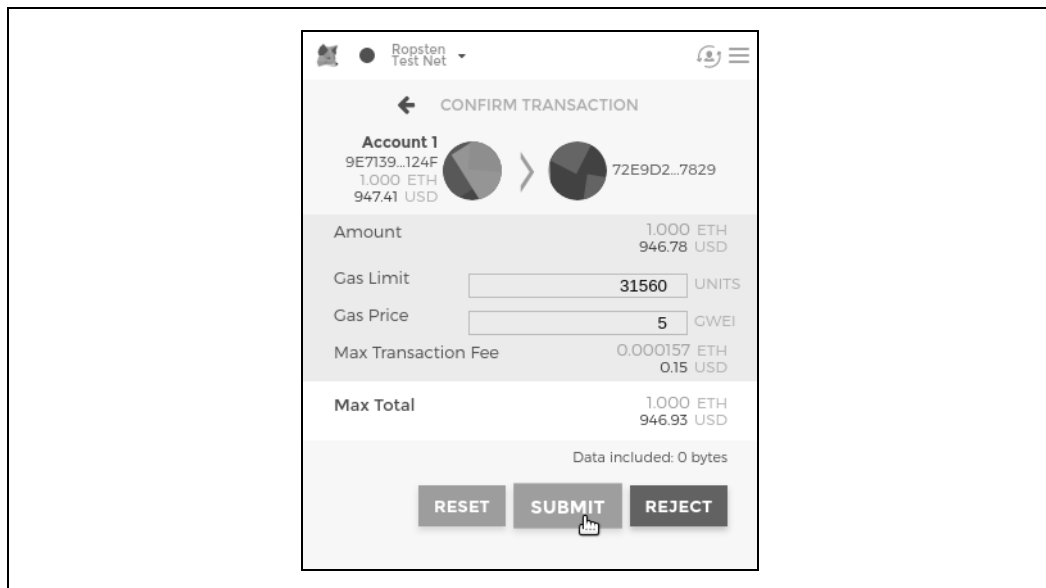 Ropsten
Test Net
CONFIRM TRANSACTION
Account 1
9E7139...124F
1.000 ETH
947.41 USD
72E9D2...7829
Amount 1.000 ETH
946.78 USD
Gas Limit 31560 UNITS
Gas Price 5 GWEI
Max Transaction Fee 0.000157 ETH
0.15 USD
Max Total 1.000 ETH
946.93 USD
Data included: 0 bytes
RESET SUBMIT REJECT